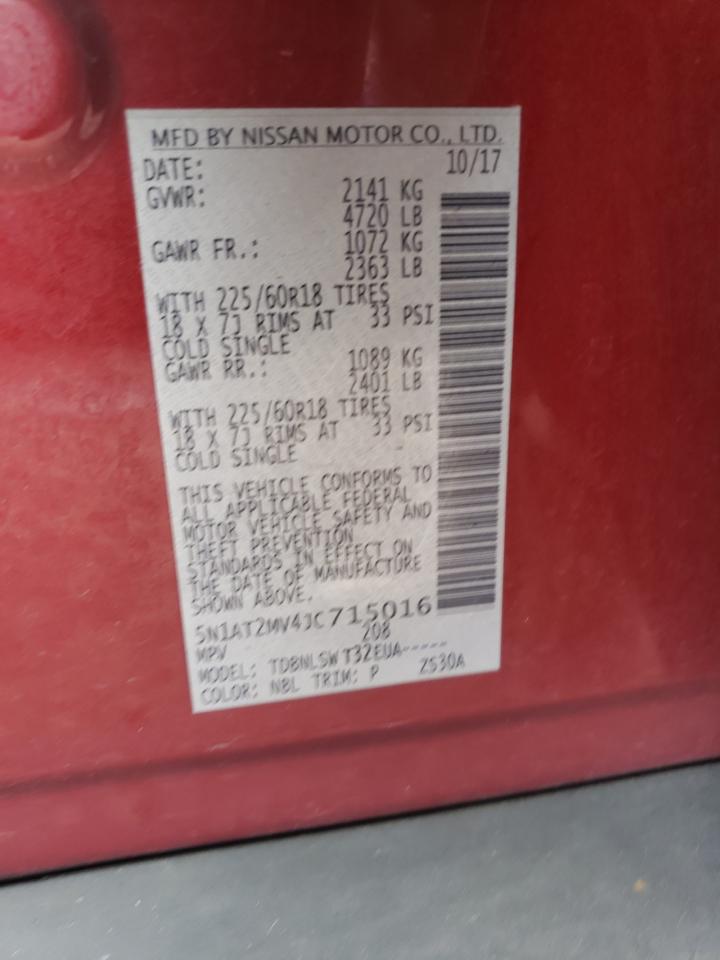 MFD BY NISSAN MOTOR CO., LTD.
DATE: 10/17
GVWR: 2141 KG
4720 LB
GAWR FR.: 1072 KG
2363 LB
WITH 225/60R18 TIRES
18 X 7J RIMS AT 33 PSI
COLD SINGLE
GAWR RR.: 1089 KG
2401 LB
WITH 225/60R18 TIRES
18 X 7J RIMS AT 33 PSI
COLD SINGLE
THIS VEHICLE CONFORMS TO
ALL APPLICABLE FEDERAL
MOTOR VEHICLE SAFETY AND
THEFT PREVENTION
STANDARDS IN EFFECT ON
THE DATE OF MANUFACTURE
SHOWN ABOVE.
5N1AT2MV4JC715016
MPV 208
MODEL: TDBNLSW T32EUA-----
COLOR: NBL TRIM: P ZS30A